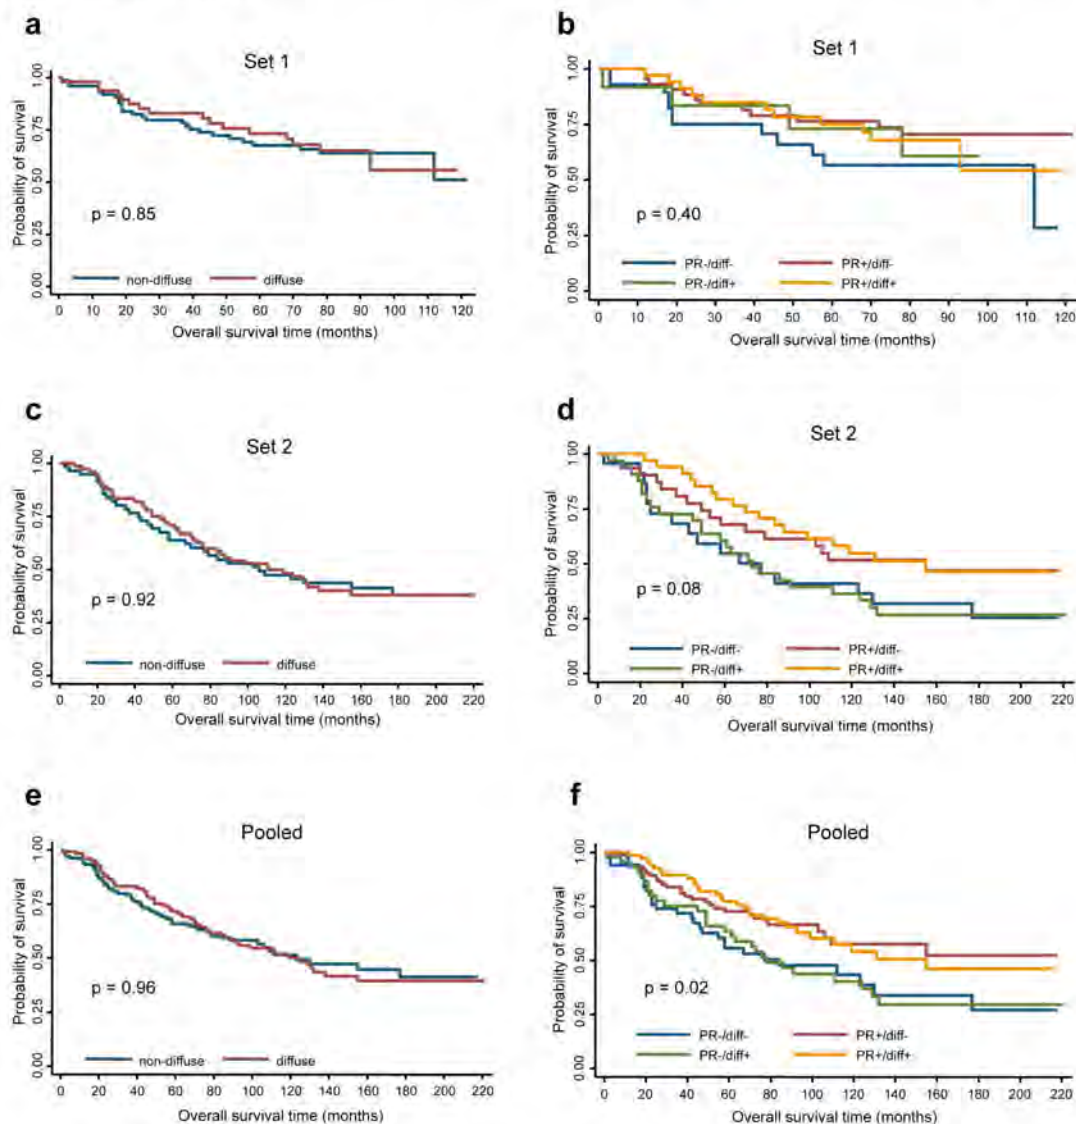 a
Set 1
Probability of survival
1.00
0.75
0.50
0.25
0.00
p = 0.85
non-diffuse diffuse
0 10 20 30 40 50 60 70 80 90 100 110 120
Overall survival time (months)
b
Set 1
Probability of survival
1.00
0.75
0.50
0.25
0.00
p = 0.40
PR-/diff- PR+/diff-
PR-/diff+ PR+/diff+
0 10 20 30 40 50 60 70 80 90 100 110 120
Overall survival time (months)
c
Set 2
Probability of survival
1.00
0.75
0.50
0.25
0.00
p = 0.92
non-diffuse diffuse
0 20 40 60 80 100 120 140 160 180 200 220
Overall survival time (months)
d
Set 2
Probability of survival
1.00
0.75
0.50
0.25
0.00
p = 0.08
PR-/diff- PR+/diff-
PR-/diff+ PR+/diff+
0 20 40 60 80 100 120 140 160 180 200 220
Overall survival time (months)
e
Pooled
Probability of survival
1.00
0.75
0.50
0.25
0.00
p = 0.96
non-diffuse diffuse
0 20 40 60 80 100 120 140 160 180 200 220
Overall survival time (months)
f
Pooled
Probability of survival
1.00
0.75
0.50
0.25
0.00
p = 0.02
PR-/diff- PR+/diff-
PR-/diff+ PR+/diff+
0 20 40 60 80 100 120 140 160 180 200 220
Overall survival time (months)